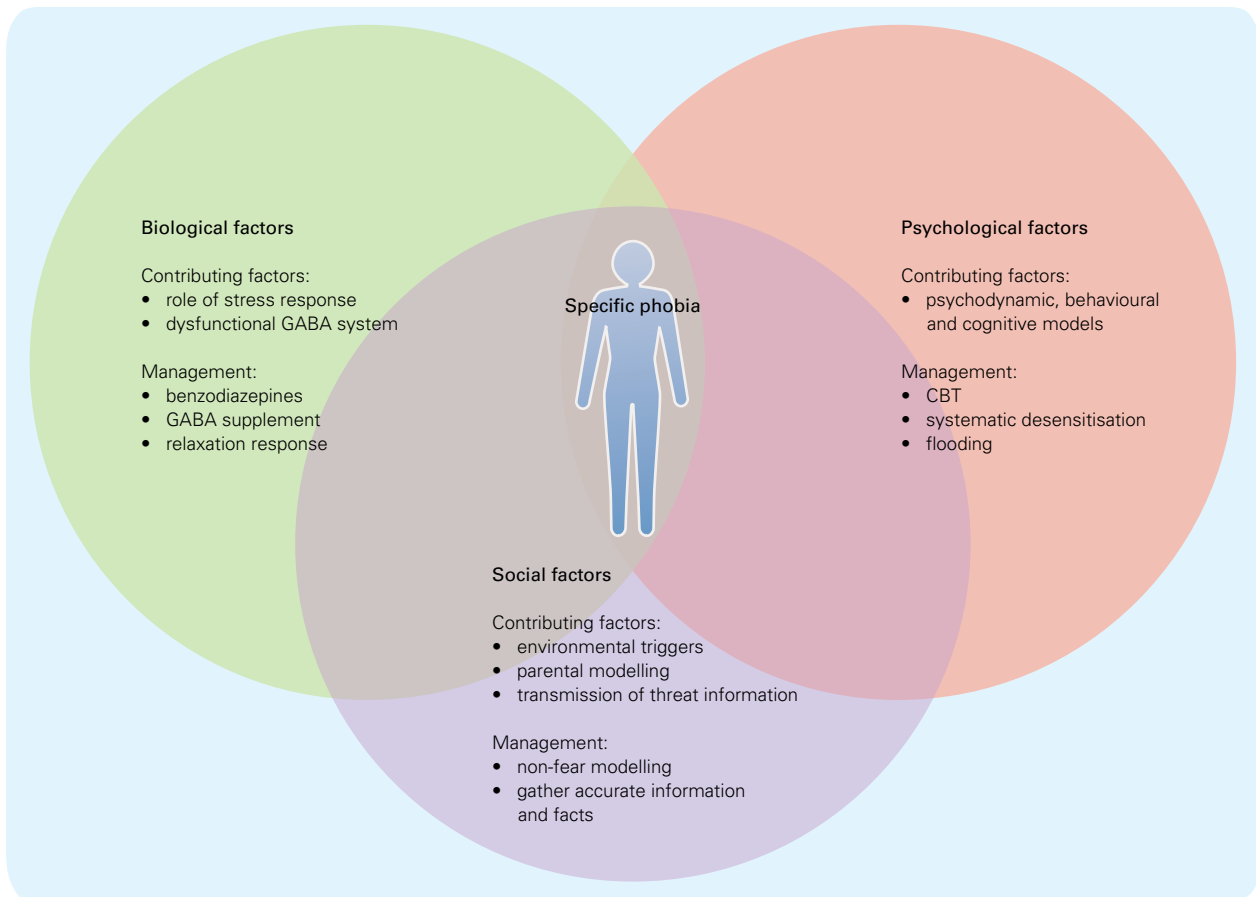 Biological factors
Contributing factors:
• role of stress response
• dysfunctional GABA system
Management:
• benzodiazepines
• GABA supplement
• relaxation response
Specific phobia
Psychological factors
Contributing factors:
• psychodynamic, behavioural
and cognitive models
Management:
• CBT
• systematic desensitisation
• flooding
Social factors
Contributing factors:
• environmental triggers
• parental modelling
• transmission of threat information
Management:
• non-fear modelling
• gather accurate information
and facts